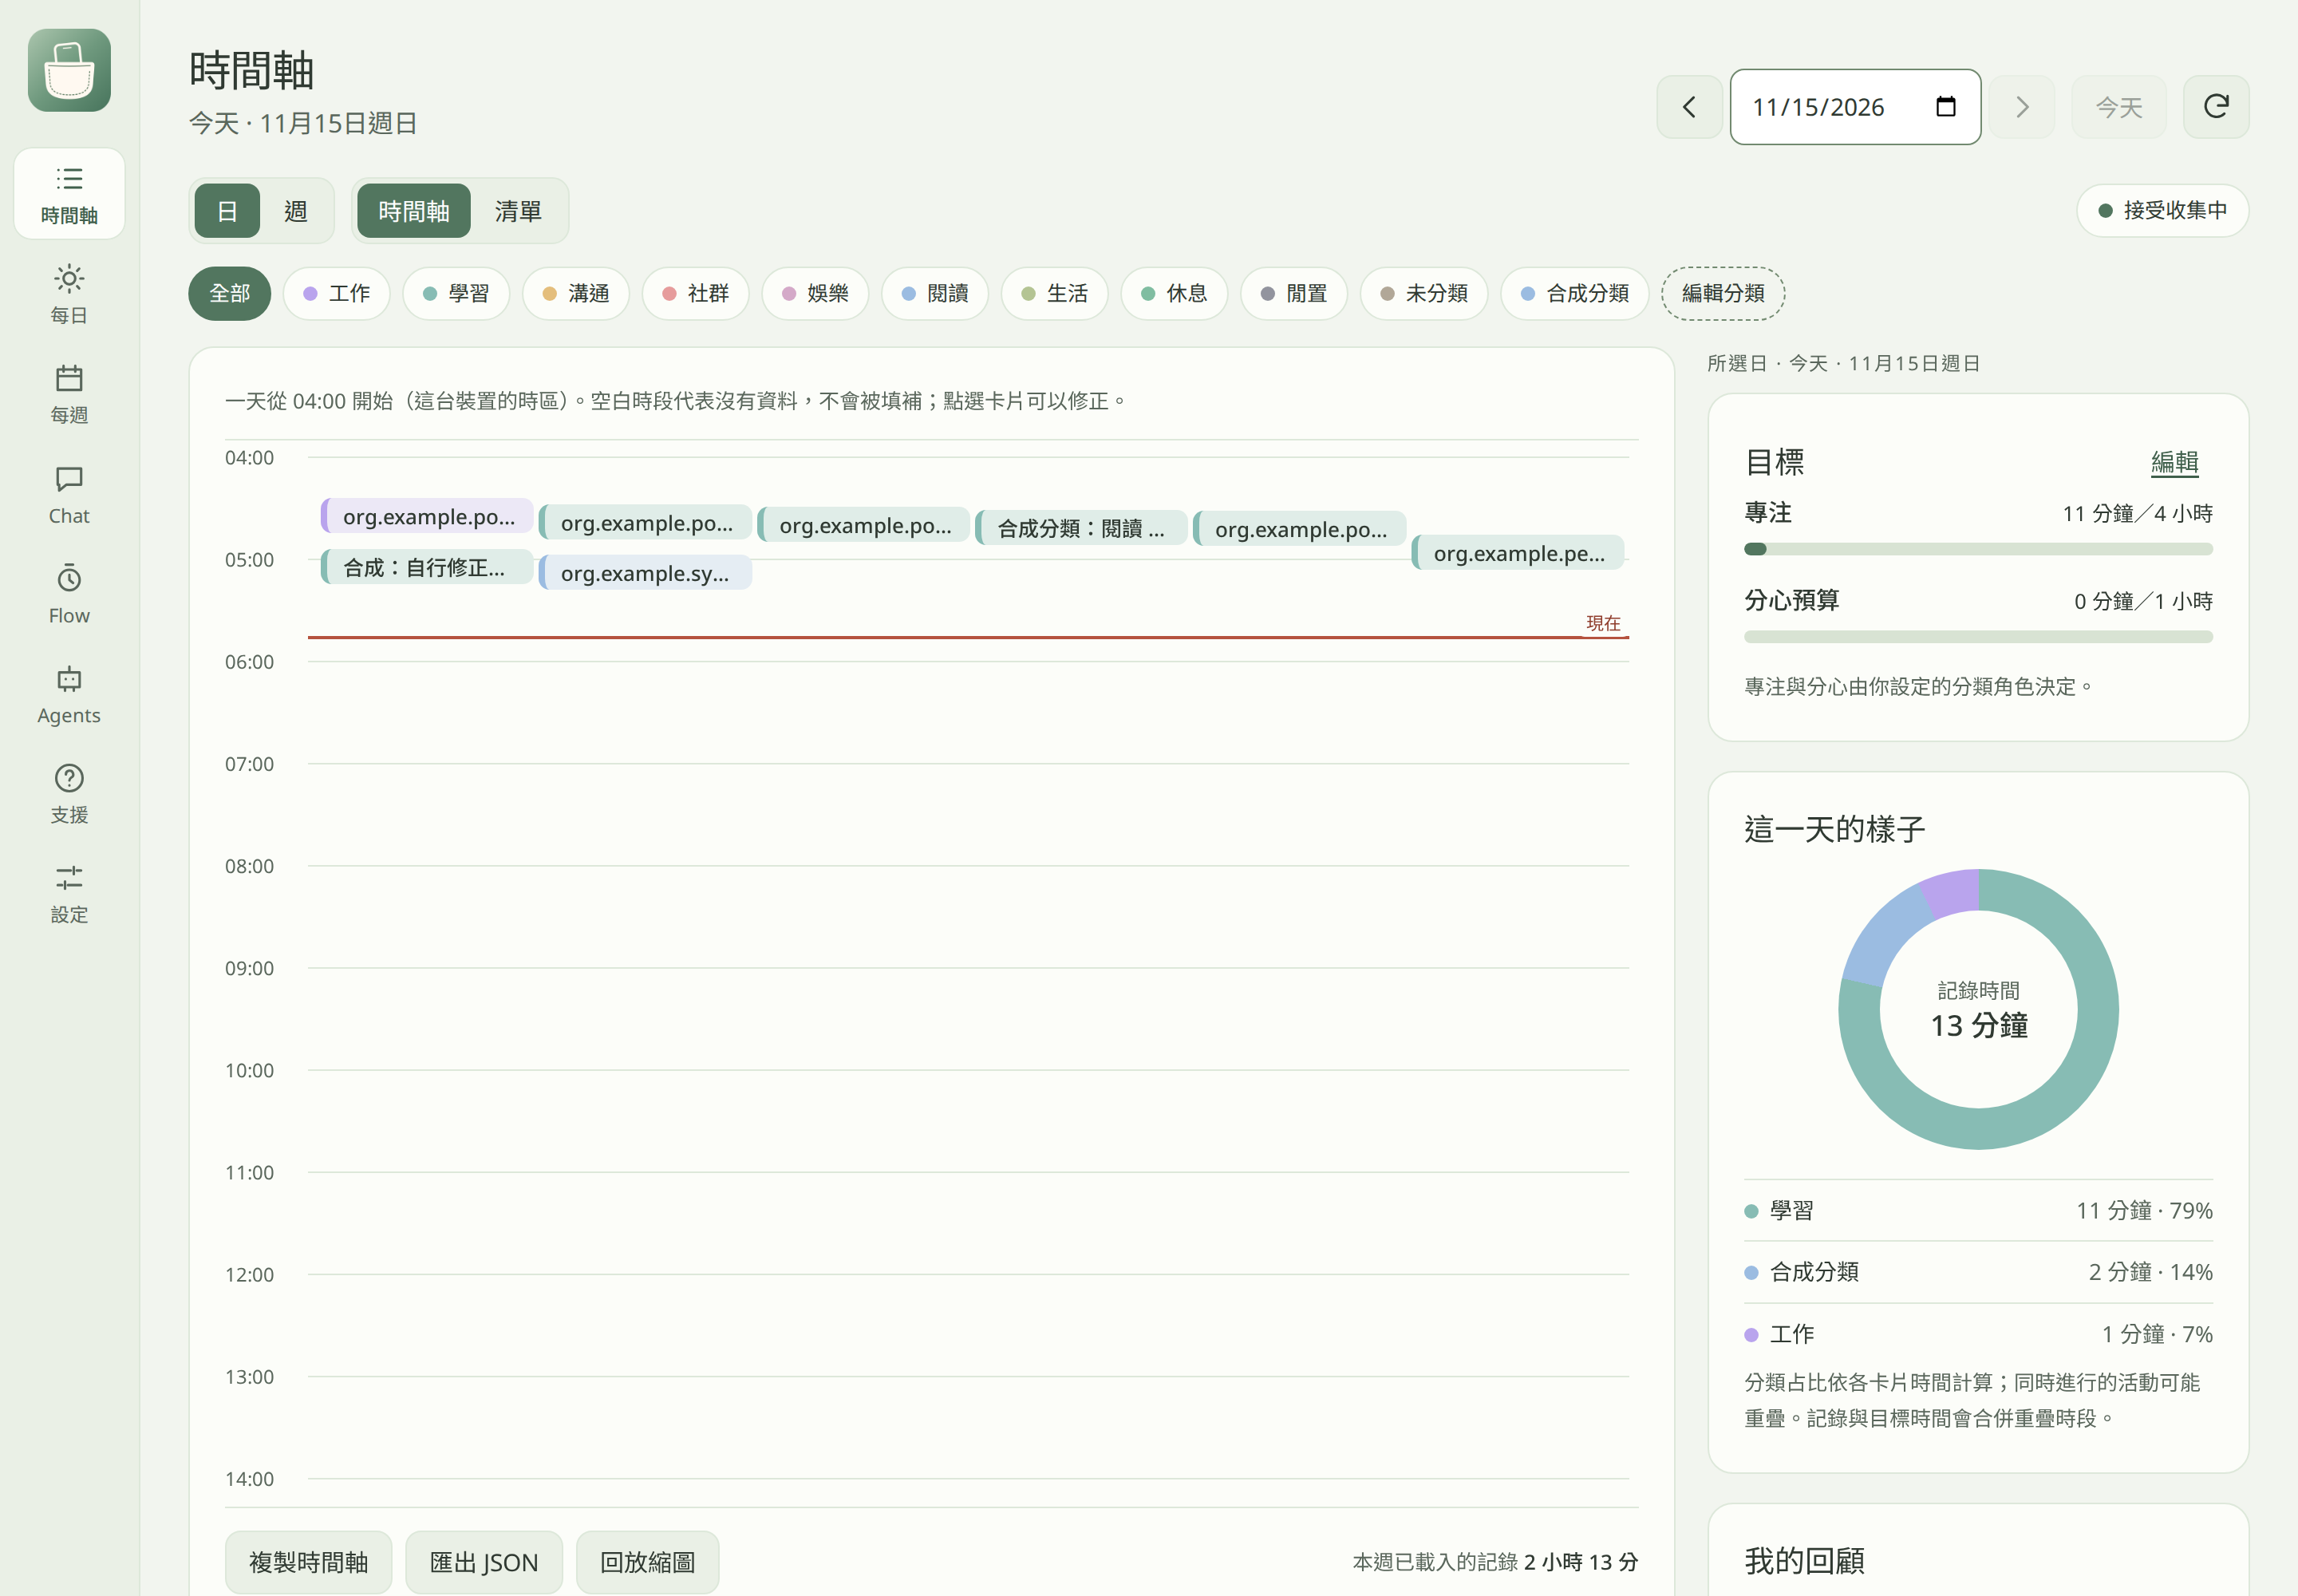 時間軸
今天 · 11月15日週日
11/15/2026
今天
時間軸
每日
每週
Chat
Flow
Agents
支援
設定
日
週
時間軸
清單
接受收集中
全部
工作
學習
溝通
社群
娛樂
閱讀
生活
休息
閒置
未分類
合成分類
編輯分類
一天從 04:00 開始（這台裝置的時區）。空白時段代表沒有資料，不會被填補；點選卡片可以修正。
04:00
org.example.po...
org.example.po...
org.example.po...
合成分類：閱讀 ...
org.example.po...
org.example.pe...
05:00
合成：自行修正...
org.example.sy...
現在
06:00
07:00
08:00
09:00
10:00
11:00
12:00
13:00
14:00
複製時間軸
匯出 JSON
回放縮圖
本週已載入的記錄 2 小時 13 分
所選日 · 今天 · 11月15日週日
目標
編輯
專注
11 分鐘／4 小時
分心預算
0 分鐘／1 小時
專注與分心由你設定的分類角色決定。
這一天的樣子
記錄時間
13 分鐘
學習
11 分鐘 · 79%
合成分類
2 分鐘 · 14%
工作
1 分鐘 · 7%
分類占比依各卡片時間計算；同時進行的活動可能
重疊。記錄與目標時間會合併重疊時段。
我的回顧